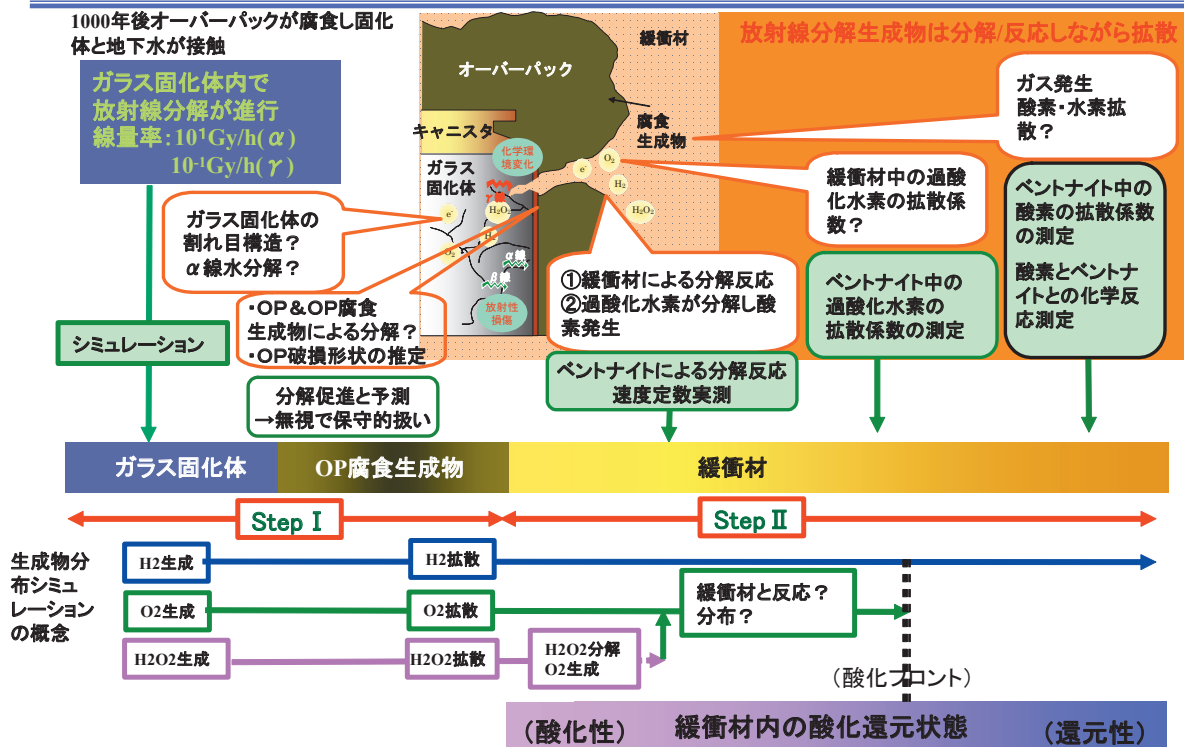 1000年後オーバーパックが腐食し固化
体と地下水が接触
ガラス固化体内で
放射線分解が進行
線量率：10¹Gy/h(α)
10⁻¹Gy/h(γ)
緩衝材
オーバーパック
腐食
生成物
キャニスタ
ガラス
固化体
化学環
境変化
γ線
e⁻
O₂
H₂
H₂O₂
e⁻
H₂O₂
H₂
O₂
α線
β線
放射性
損傷
放射線分解生成物は分解/反応しながら拡散
ガス発生
酸素・水素拡
散？
緩衝材中の過酸
化水素の拡散係
数？
ベントナイト中の
酸素の拡散係数
の測定
酸素とベントナ
イトとの化学反
応測定
ガラス固化体の
割れ目構造？
α線水分解？
・OP&OP腐食
生成物による分解？
・OP破損形状の推定
①緩衝材による分解反応
②過酸化水素が分解し酸
素発生
ベントナイト中の
過酸化水素の
拡散係数の測定
シミュレーション
分解促進と予測
→無視で保守的扱い
ベントナイトによる分解反応
速度定数実測
ガラス固化体
OP腐食生成物
緩衝材
Step Ⅰ
Step Ⅱ
生成物分
布シミュ
レーション
の概念
H2生成
H2拡散
O2生成
O2拡散
緩衝材と反応？
分布？
H2O2生成
H2O2拡散
H2O2分解
O2生成
（酸化フロント）
（酸化性）
緩衝材内の酸化還元状態
（還元性）